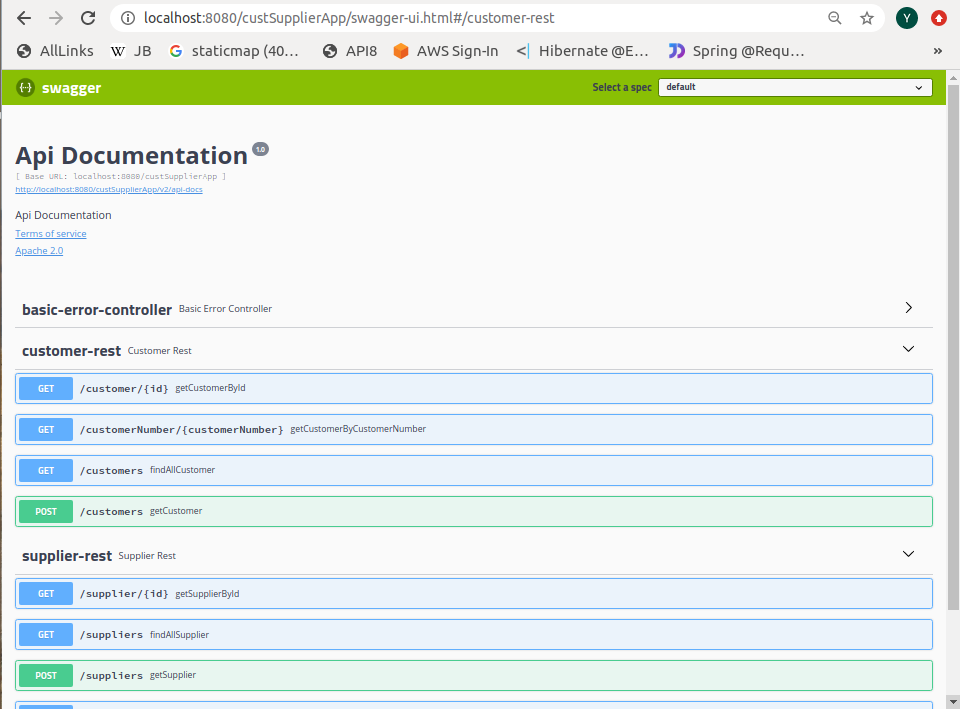 localhost:8080/custSupplierApp/swagger-ui.html#/customer-rest
Y
AllLinks W JB G staticmap (40... API8 AWS Sign-In <| Hibernate @E... Spring @Requ... »
{···} swagger Select a spec default
Api Documentation 1.0
[ Base URL: localhost:8080/custSupplierApp ]
http://localhost:8080/custSupplierApp/v2/api-docs
Api Documentation
Terms of service
Apache 2.0
basic-error-controller Basic Error Controller
customer-rest Customer Rest
GET /customer/{id} getCustomerById
GET /customerNumber/{customerNumber} getCustomerByCustomerNumber
GET /customers findAllCustomer
POST /customers getCustomer
supplier-rest Supplier Rest
GET /supplier/{id} getSupplierById
GET /suppliers findAllSupplier
POST /suppliers getSupplier